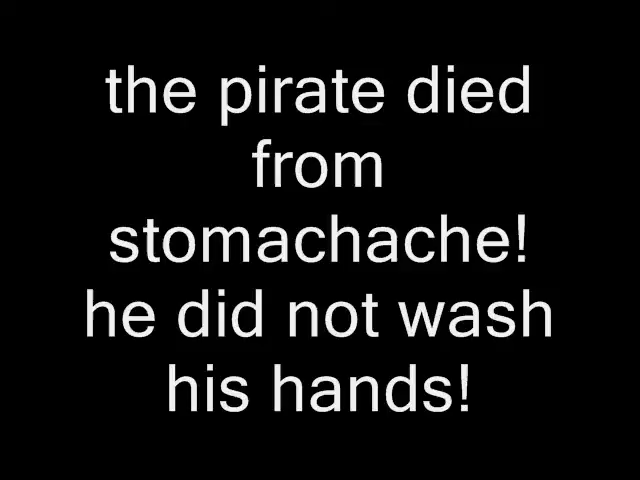 the pirate died
from
stomachache!
he did not wash
his hands!